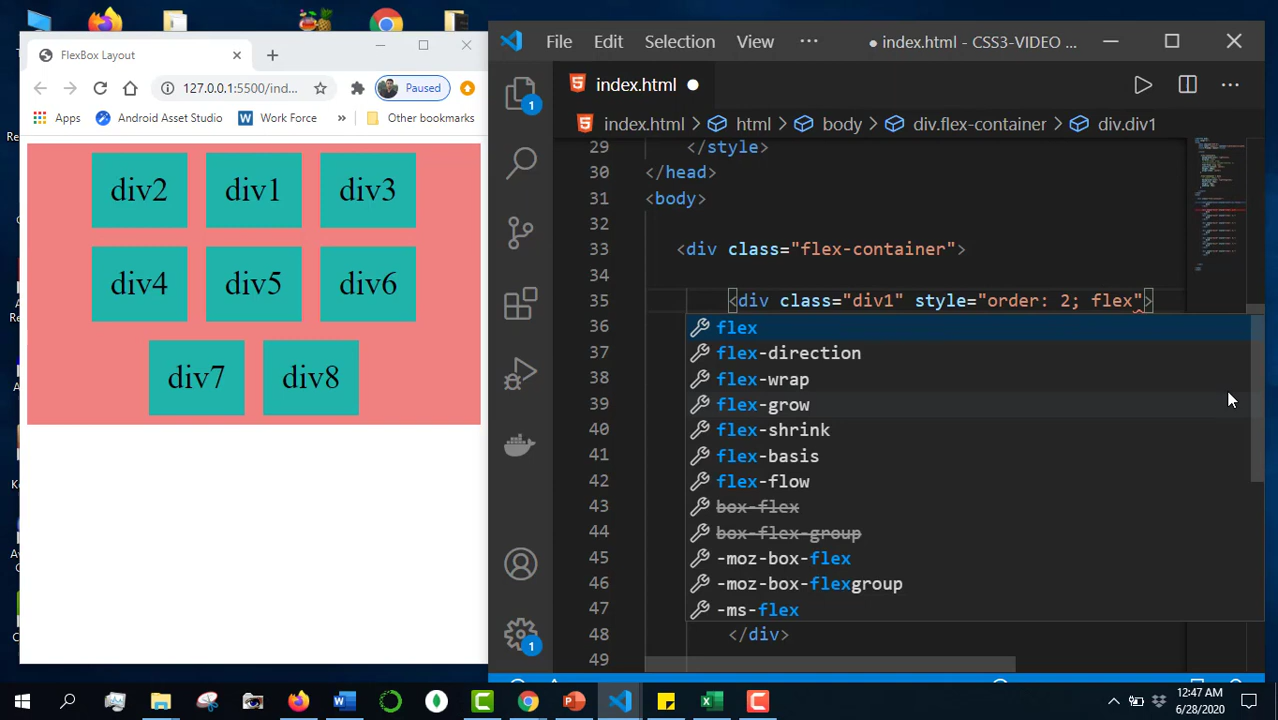 FlexBox Layout
127.0.0.1:5500/ind...
Paused
Apps
Android Asset Studio
Work Force
»
Other bookmarks
div2
div1
div3
div4
div5
div6
div7
div8
File
Edit
Selection
View
...
● index.html - CSS3-VIDEO ...
index.html
1
index.html > html > body > div.flex-container > div.div1
29 </style>
30 </head>
31 <body>
32
33 <div class="flex-container">
34
35 <div class="div1" style="order: 2; flex">
36
37
38
39
40
41
42
43
44
45
46
47
48 </div>
49
flex
flex-direction
flex-wrap
flex-grow
flex-shrink
flex-basis
flex-flow
box-flex
box-flex-group
-moz-box-flex
-moz-box-flexgroup
-ms-flex
1
12:47 AM
6/28/2020